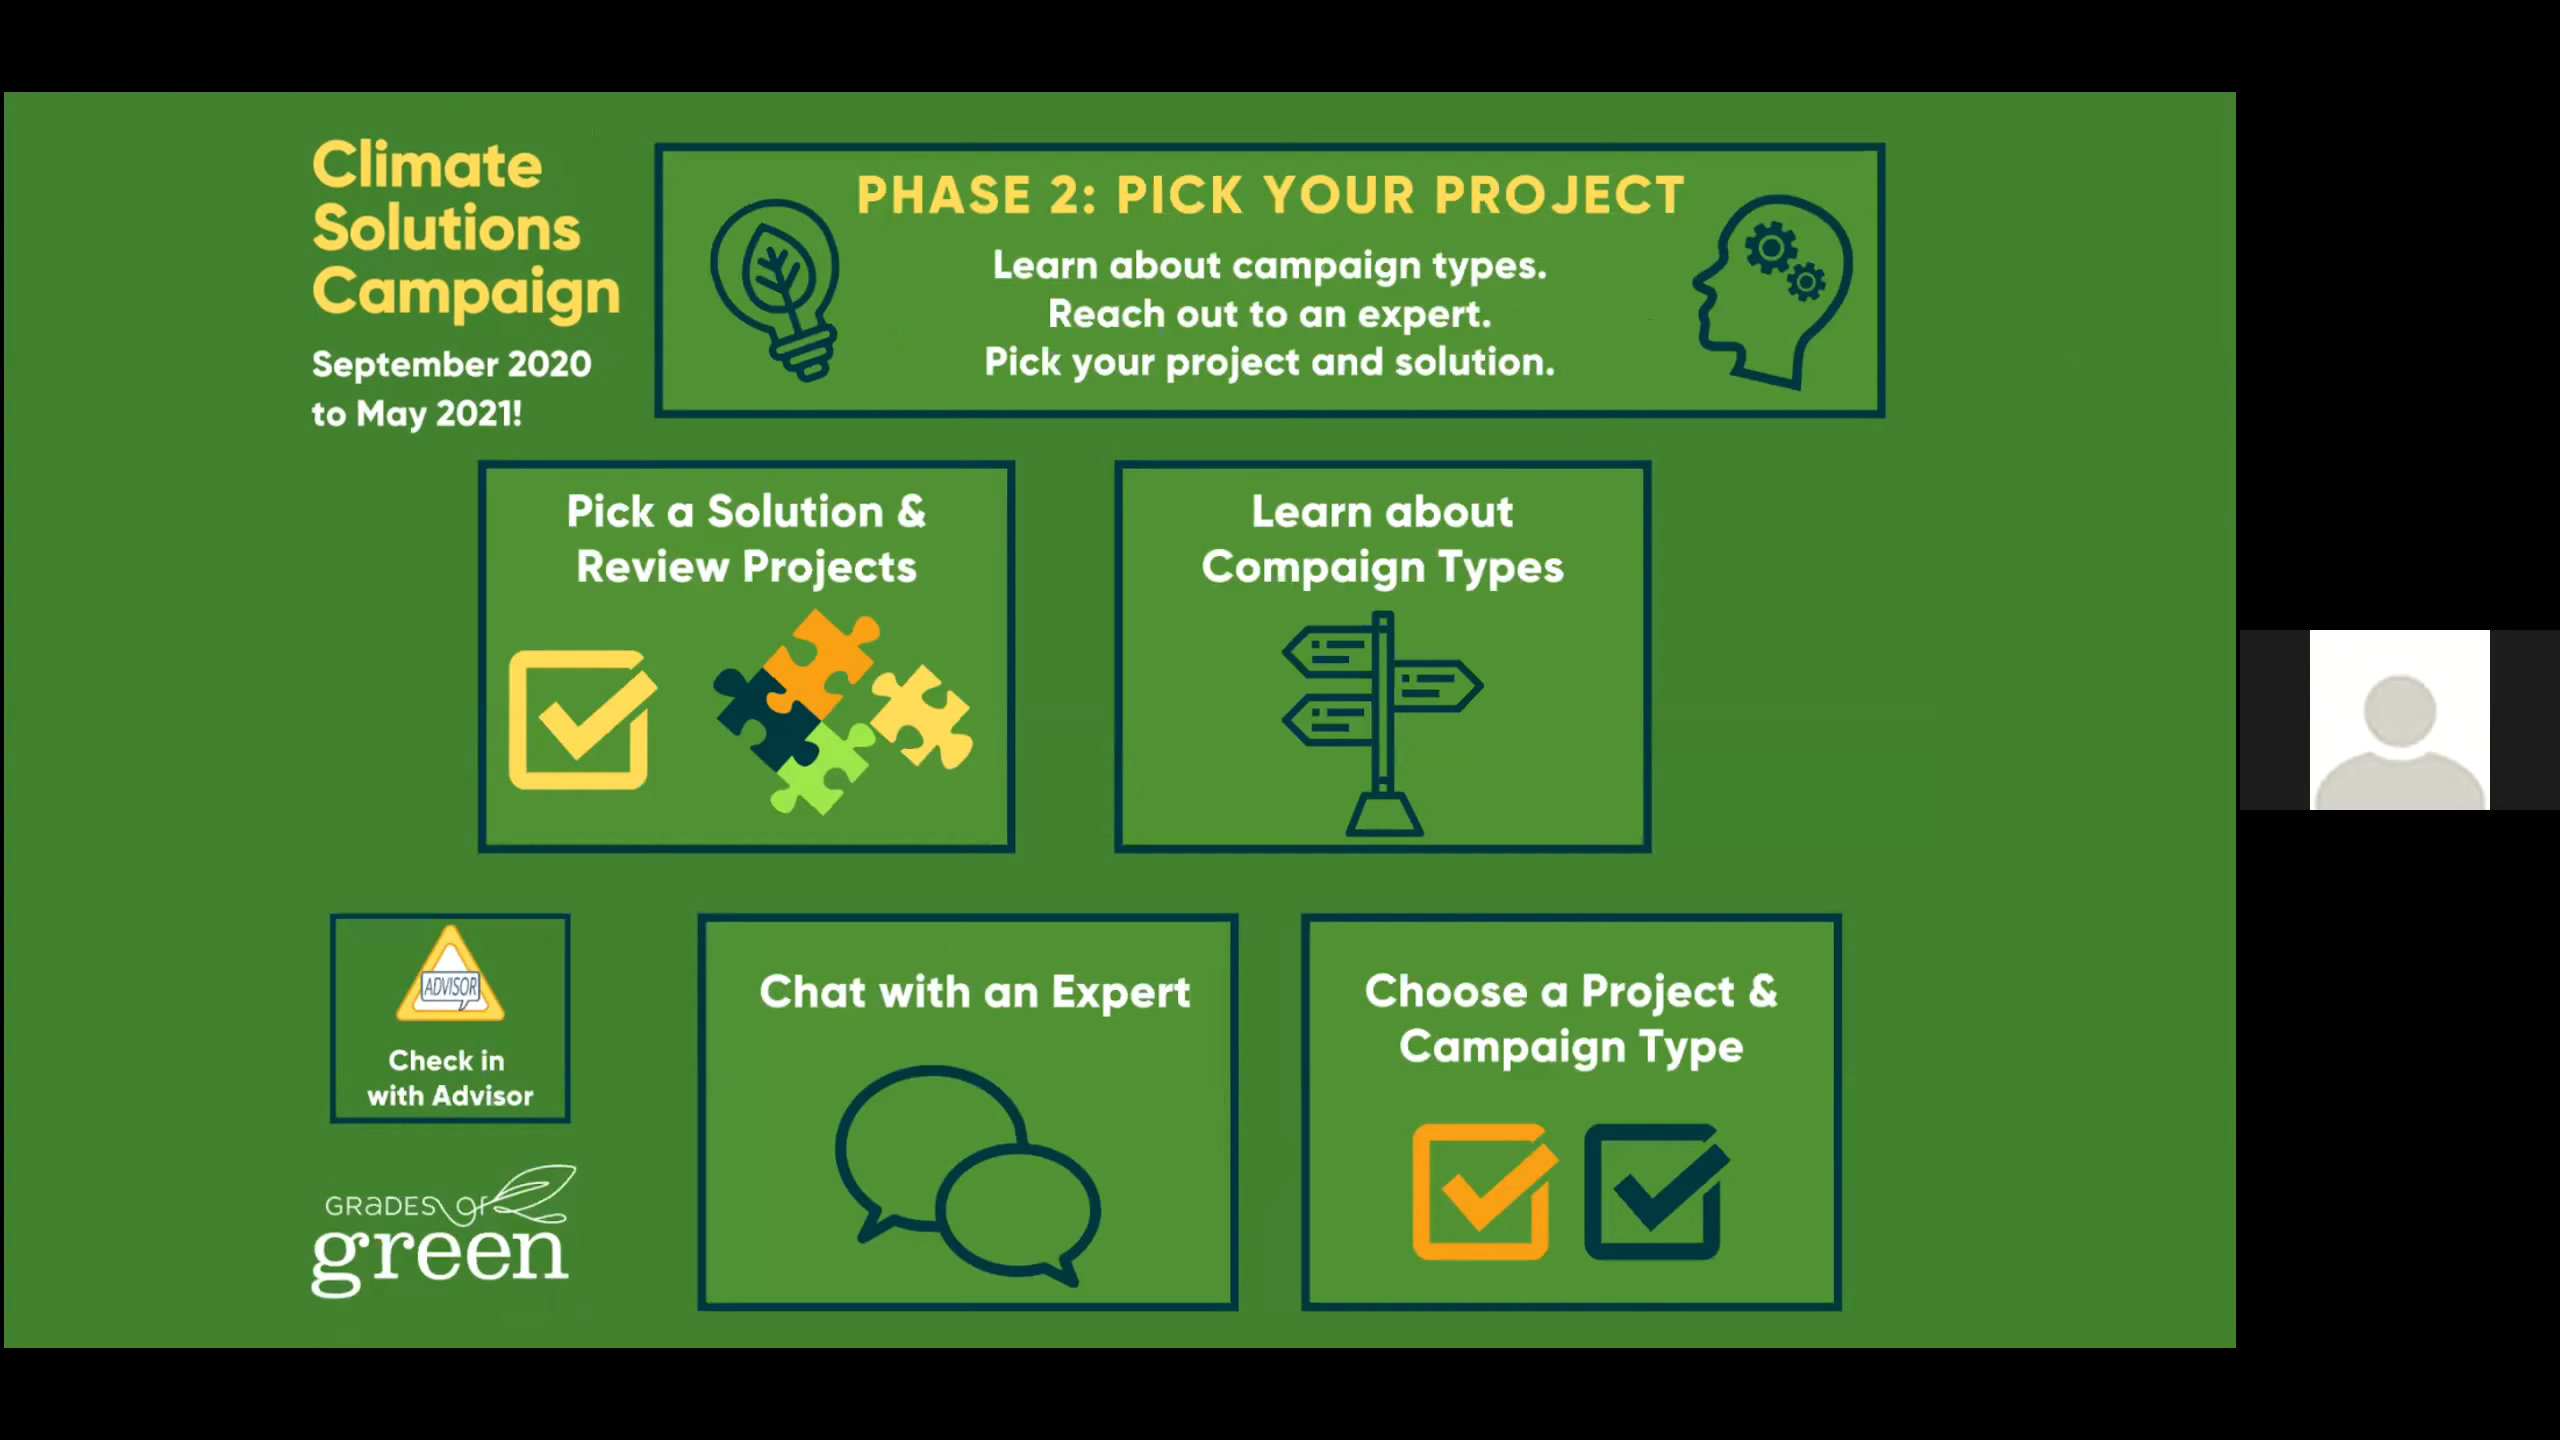 Climate
Solutions
Campaign
September 2020
to May 2021!
PHASE 2: PICK YOUR PROJECT
Learn about campaign types.
Reach out to an expert.
Pick your project and solution.
Pick a Solution &
Review Projects
Learn about
Compaign Types
ADVISOR
Check in
with Advisor
GRaDES of
green
Chat with an Expert
Choose a Project &
Campaign Type